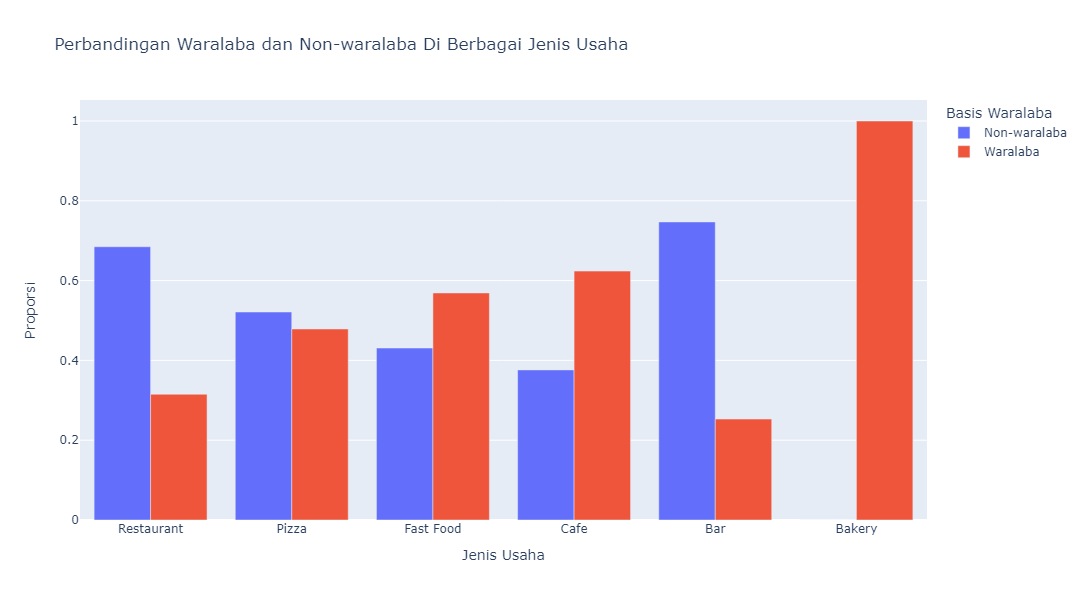 Perbandingan Waralaba dan Non-waralaba Di Berbagai Jenis Usaha
Basis Waralaba
Non-waralaba
Waralaba
Proporsi
1
0.8
0.6
0.4
0.2
0
Restaurant Pizza Fast Food Cafe Bar Bakery
Jenis Usaha